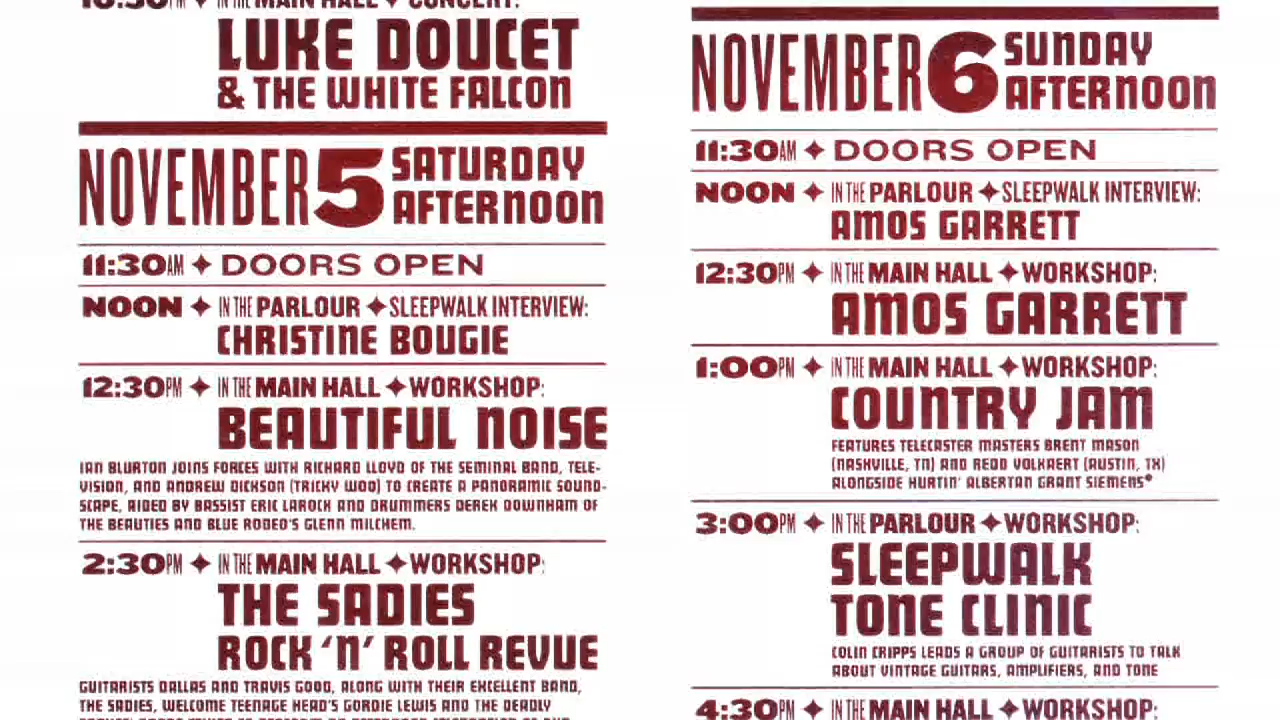 10:30PM ✦ IN THE MAIN HALL ✦ CONCERT:
LUKE DOUCET
& THE WHITE FALCON
NOVEMBER 5 SATURDAY AFTERNOON
11:30AM ✦ DOORS OPEN
NOON ✦ IN THE PARLOUR ✦ SLEEPWALK INTERVIEW:
CHRISTINE BOUGIE
12:30PM ✦ IN THE MAIN HALL ✦ WORKSHOP:
BEAUTIFUL NOISE
IAN BLURTON JOINS FORCES WITH RICHARD LLOYD OF THE SEMINAL BAND, TELE-
VISION, AND ANDREW DICKSON (TRICKY WOO) TO CREATE A PANORAMIC SOUND-
SCAPE, AIDED BY BASSIST ERIC LAROCK AND DRUMMERS DEREK DOWNHAM OF
THE BEAUTIES AND BLUE RODEO'S GLENN MILCHEM.
2:30PM ✦ IN THE MAIN HALL ✦ WORKSHOP:
THE SADIES
ROCK 'N' ROLL REVUE
GUITARISTS DALLAS AND TRAVIS GOOD, ALONG WITH THEIR EXCELLENT BAND,
THE SADIES, WELCOME TEENAGE HEAD'S GORDIE LEWIS AND THE DEADLY
NOVEMBER 6 SUNDAY AFTERNOON
11:30AM ✦ DOORS OPEN
NOON ✦ IN THE PARLOUR ✦ SLEEPWALK INTERVIEW:
AMOS GARRETT
12:30PM ✦ IN THE MAIN HALL ✦ WORKSHOP:
AMOS GARRETT
1:00PM ✦ IN THE MAIN HALL ✦ WORKSHOP:
COUNTRY JAM
FEATURES TELECASTER MASTERS BRENT MASON
(NASHVILLE, TN) AND REDD VOLKAERT (AUSTIN, TX)
ALONGSIDE HURTIN' ALBERTAN GRANT SIEMENS*
3:00PM ✦ IN THE PARLOUR ✦ WORKSHOP:
SLEEPWALK
TONE CLINIC
COLIN CRIPPS LEADS A GROUP OF GUITARISTS TO TALK
ABOUT VINTAGE GUITARS, AMPLIFIERS, AND TONE
4:30PM ✦ IN THE MAIN HALL ✦ WORKSHOP: